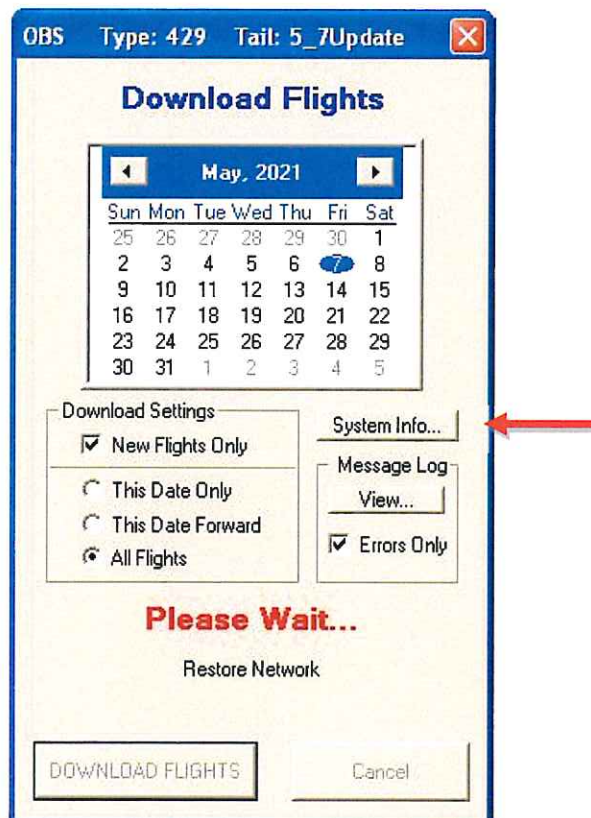 OBS Type: 429 Tail: 5_7Update
Download Flights
May, 2021
Sun Mon Tue Wed Thu Fri Sat
25 26 27 28 29 30 1
2 3 4 5 6 7 8
9 10 11 12 13 14 15
16 17 18 19 20 21 22
23 24 25 26 27 28 29
30 31 1 2 3 4 5
Download Settings
New Flights Only
This Date Only
This Date Forward
All Flights
System Info...
Message Log
View...
Errors Only
Please Wait...
Restore Network
DOWNLOAD FLIGHTS
Cancel